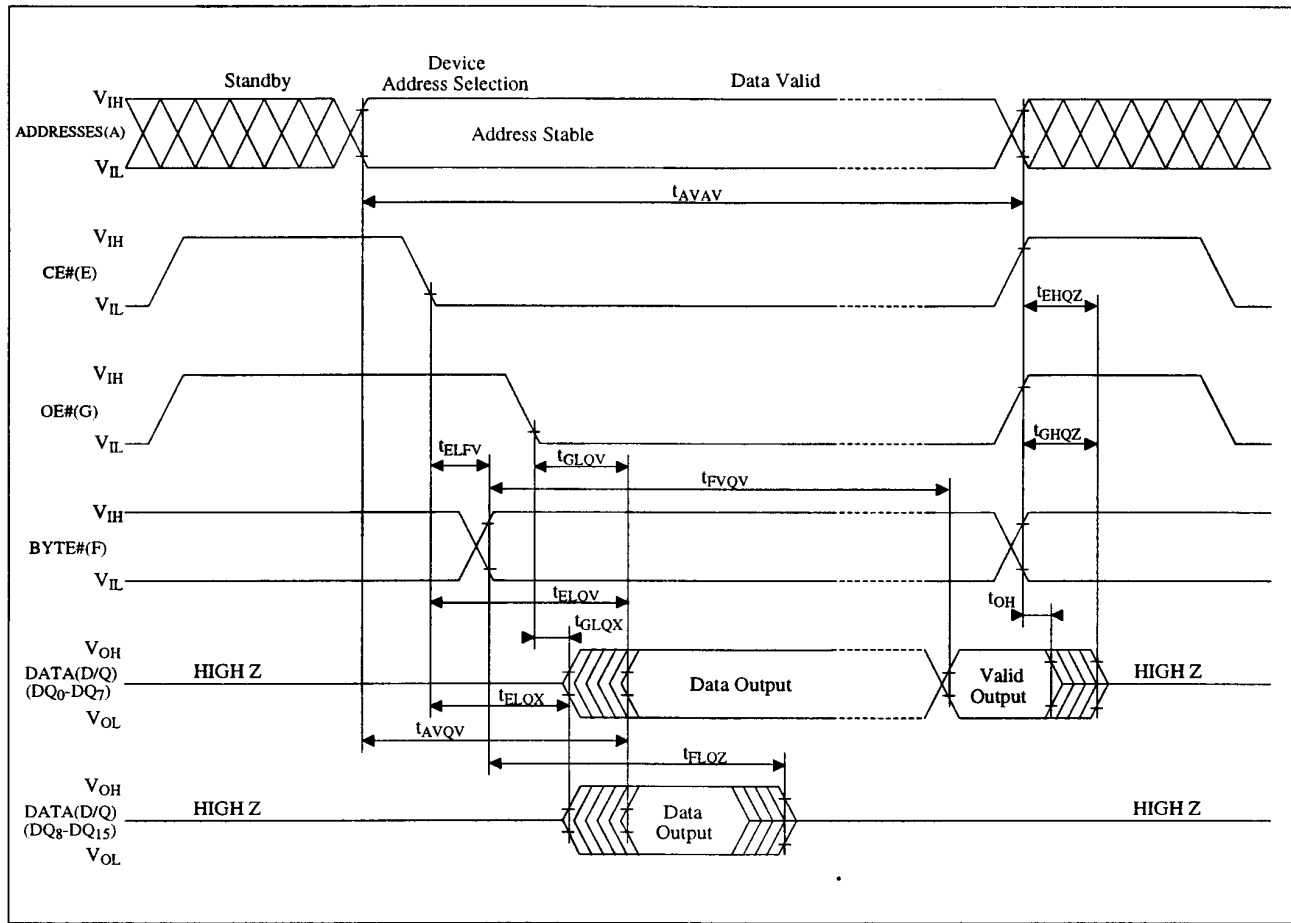 Standby
Device
Address Selection
Data Valid
VIH
ADDRESSES(A)
VIL
Address Stable
tAVAV
VIH
CE#(E)
VIL
tEHQZ
VIH
OE#(G)
VIL
tGHQZ
tELFV
tGLQV
tFVQV
VIH
BYTE#(F)
VIL
tELQV
tGLQX
tOH
VOH
DATA(D/Q)
(DQ0-DQ7)
VOL
HIGH Z
Data Output
Valid
Output
HIGH Z
tELQX
tAVQV
tFLQZ
VOH
DATA(D/Q)
(DQ8-DQ15)
VOL
HIGH Z
Data
Output
HIGH Z